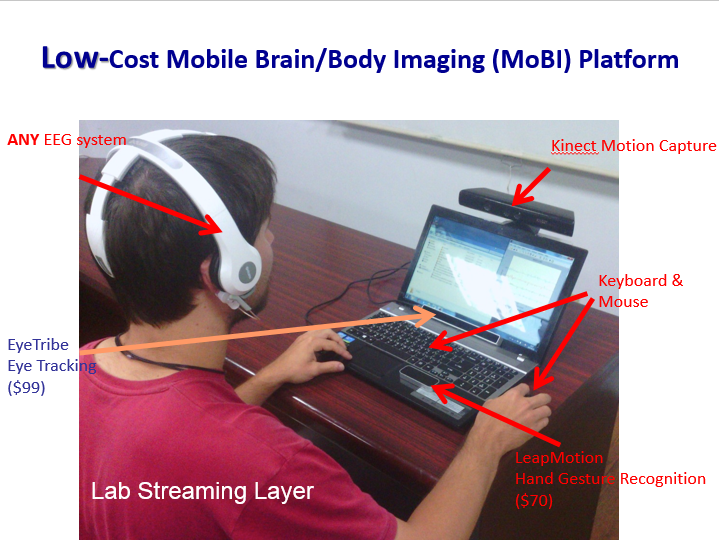 Low-Cost Mobile Brain/Body Imaging (MoBI) Platform
ANY EEG system
Kinect Motion Capture
Keyboard &
Mouse
EyeTribe
Eye Tracking
($99)
LeapMotion
Hand Gesture Recognition
($70)
Lab Streaming Layer